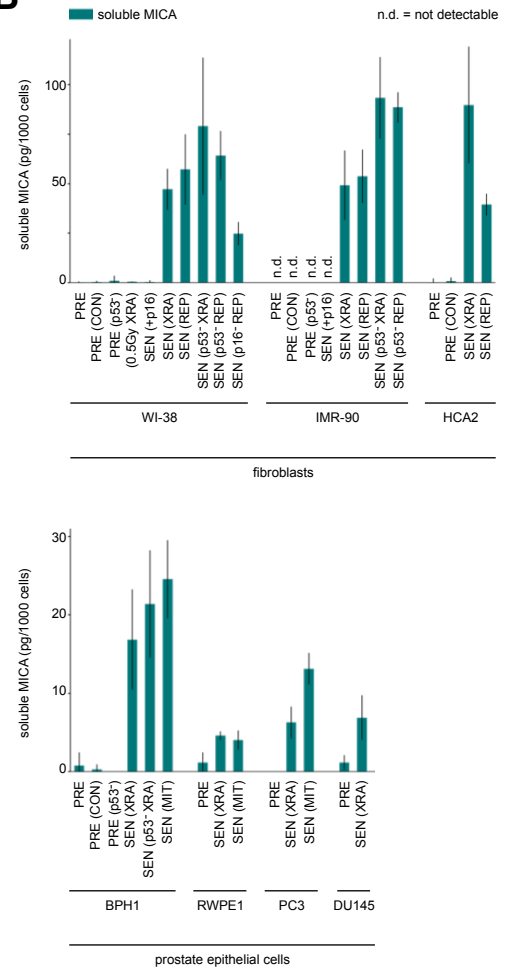 soluble MICA
n.d. = not detectable
soluble MICA (pg/1000 cells)
100
50
0
n.d.
n.d.
n.d.
n.d.
PRE
PRE (CON)
PRE (p53-)
(0.5Gy XRA)
SEN (+p16)
SEN (XRA)
SEN (REP)
SEN (p53- XRA)
SEN (p53- REP)
SEN (p16- REP)
PRE
PRE (CON)
PRE (p53-)
SEN (+p16)
SEN (XRA)
SEN (REP)
SEN (p53- XRA)
SEN (p53- REP)
PRE
PRE (CON)
SEN (XRA)
SEN (REP)
WI-38
IMR-90
HCA2
fibroblasts
soluble MICA (pg/1000 cells)
30
20
10
0
PRE
PRE (CON)
PRE (p53-)
SEN (XRA)
SEN (p53- XRA)
SEN (MIT)
PRE
SEN (XRA)
SEN (MIT)
PRE
SEN (XRA)
SEN (MIT)
PRE
SEN (XRA)
BPH1
RWPE1
PC3
DU145
prostate epithelial cells